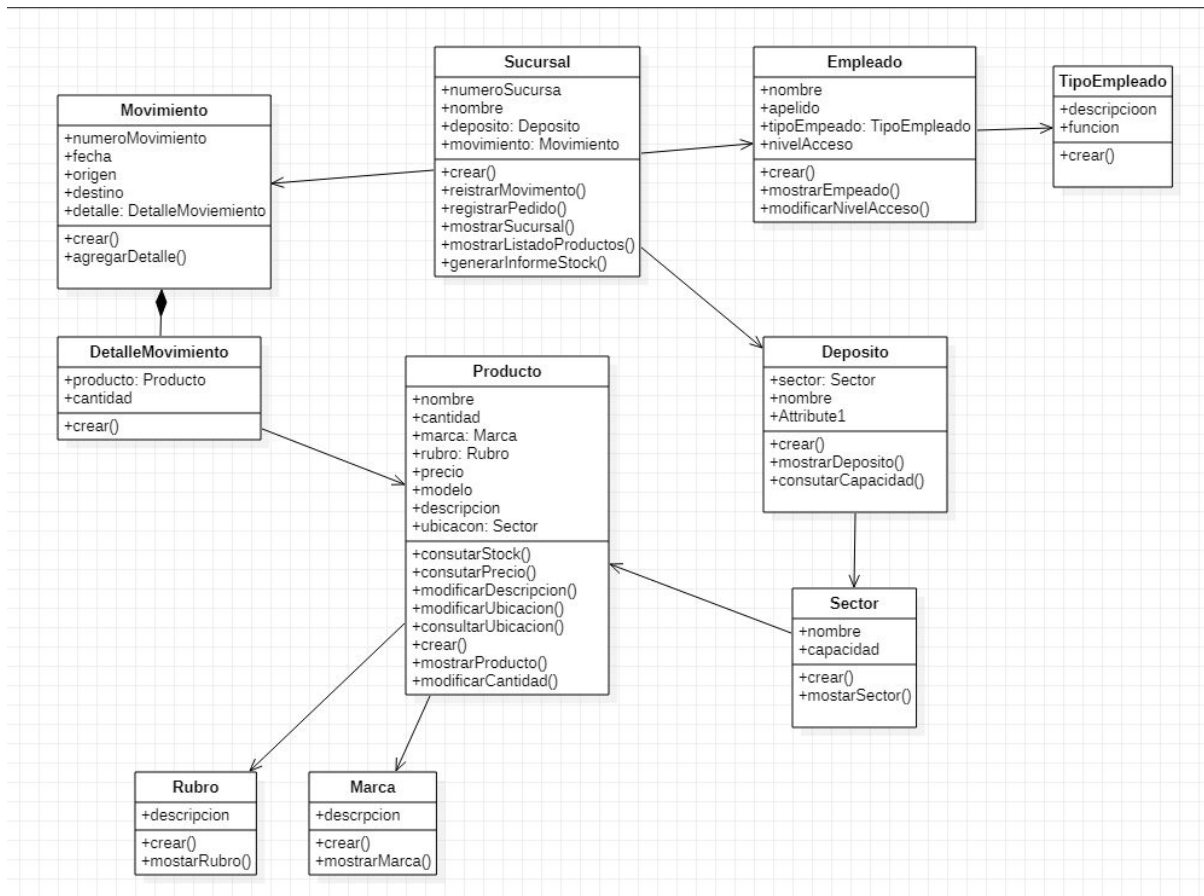 Sucursal
+numeroSucursa
+nombre
+deposito: Deposito
+movimiento: Movimiento
+crear()
+reistrarMovimento()
+registrarPedido()
+mostrarSucursal()
+mostrarListadoProductos()
+generarInformeStock()
Empleado
+nombre
+apelido
+tipoEmpeado: TipoEmpleado
+nivelAcceso
+crear()
+mostrarEmpeado()
+modificarNivelAcceso()
TipoEmpleado
+descripcioon
+funcion
+crear()
Movimiento
+numeroMovimiento
+fecha
+origen
+destino
+detalle: DetalleMoviemiento
+crear()
+agregarDetalle()
DetalleMovimiento
+producto: Producto
+cantidad
+crear()
Producto
+nombre
+cantidad
+marca: Marca
+rubro: Rubro
+precio
+modelo
+descripcion
+ubicacon: Sector
+consutarStock()
+consutarPrecio()
+modificarDescripcion()
+modificarUbicacion()
+consultarUbicacion()
+crear()
+mostrarProducto()
+modificarCantidad()
Deposito
+sector: Sector
+nombre
+Attribute1
+crear()
+mostrarDeposito()
+consutarCapacidad()
Sector
+nombre
+capacidad
+crear()
+mostarSector()
Rubro
+descripcion
+crear()
+mostarRubro()
Marca
+descrpcion
+crear()
+mostrarMarca()